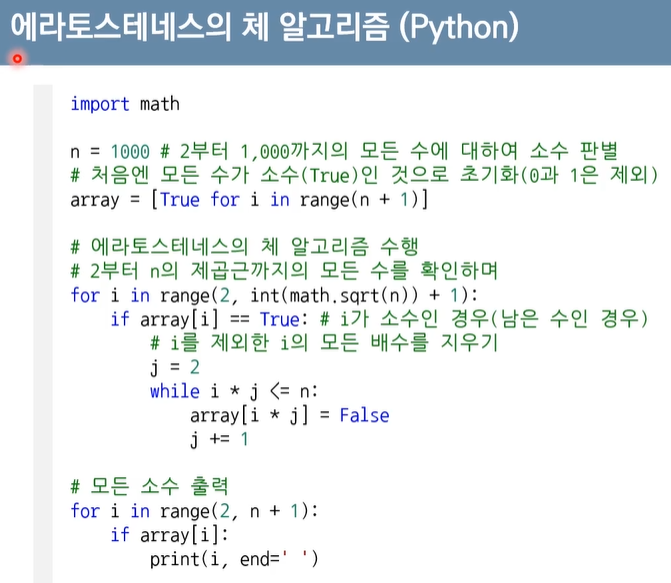 에라토스테네스의 체 알고리즘 (Python)
import math
n = 1000 # 2부터 1,000까지의 모든 수에 대하여 소수 판별
# 처음엔 모든 수가 소수(True)인 것으로 초기화(0과 1은 제외)
array = [True for i in range(n + 1)]
# 에라토스테네스의 체 알고리즘 수행
# 2부터 n의 제곱근까지의 모든 수를 확인하며
for i in range(2, int(math.sqrt(n)) + 1):
    if array[i] == True: # i가 소수인 경우(남은 수인 경우)
        # i를 제외한 i의 모든 배수를 지우기
        j = 2
        while i * j <= n:
            array[i * j] = False
            j += 1
# 모든 소수 출력
for i in range(2, n + 1):
    if array[i]:
        print(i, end=' ')